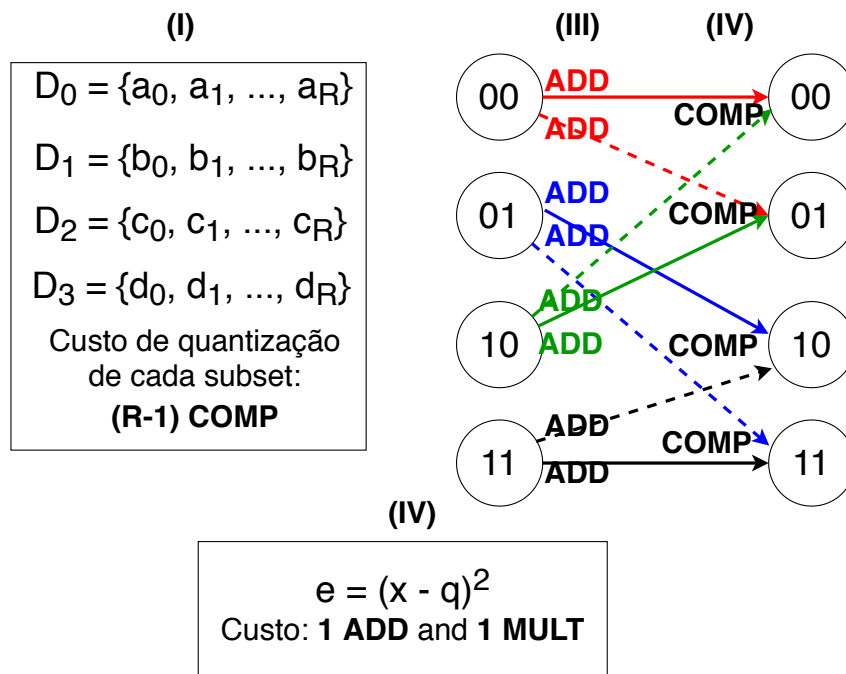 (I)
D0 = {a0, a1, ..., aR}
D1 = {b0, b1, ..., bR}
D2 = {c0, c1, ..., cR}
D3 = {d0, d1, ..., dR}
Custo de quantização
de cada subset:
(R-1) COMP
(III) (IV)
00 ADD COMP 00
ADD
01 ADD COMP 01
ADD
10 ADD COMP 10
ADD
11 ADD COMP 11
ADD
(IV)
e = (x - q)2
Custo: 1 ADD and 1 MULT